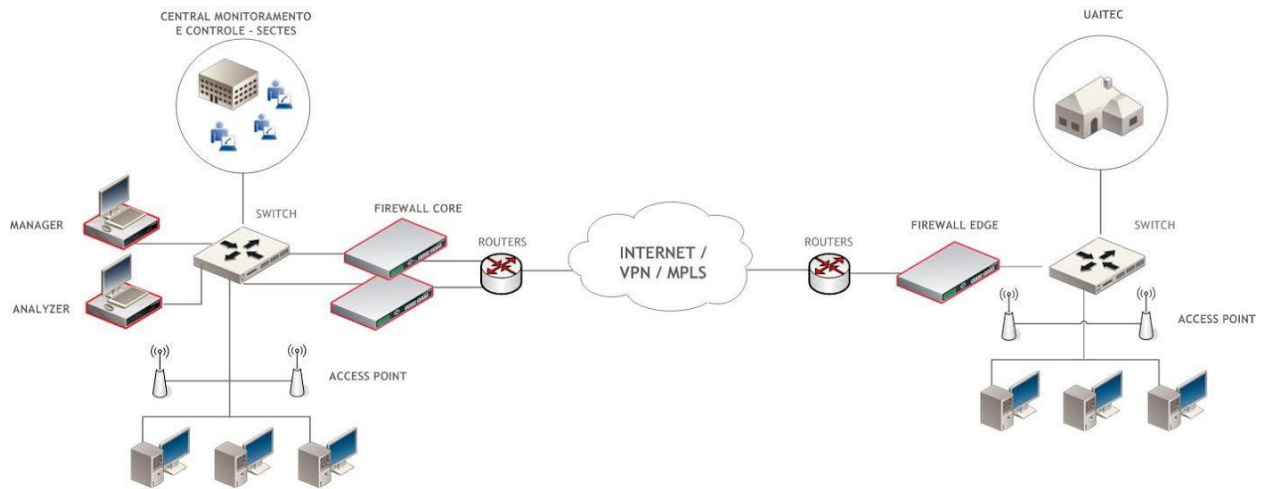 CENTRAL MONITORAMENTO
E CONTROLE - SECTES
UAITEC
MANAGER
SWITCH
FIREWALL CORE
ROUTERS
INTERNET /
VPN / MPLS
ROUTERS
FIREWALL EDGE
SWITCH
ANALYZER
ACCESS POINT
ACCESS POINT